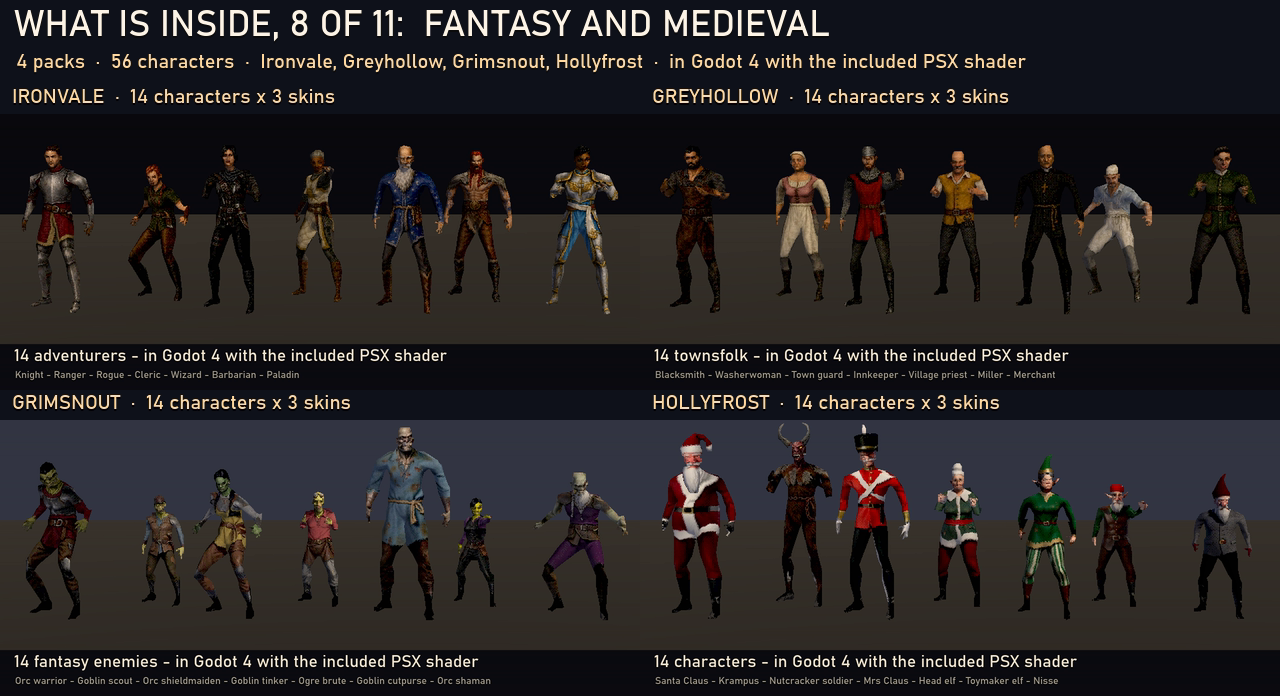 WHAT IS INSIDE, 8 OF 11: FANTASY AND MEDIEVAL
4 packs · 56 characters · Ironvale, Greyhollow, Grimsnout, Hollyfrost · in Godot 4 with the included PSX shader
IRONVALE · 14 characters x 3 skins
GREYHOLLOW · 14 characters x 3 skins
14 adventurers - in Godot 4 with the included PSX shader
Knight - Ranger - Rogue - Cleric - Wizard - Barbarian - Paladin
14 townsfolk - in Godot 4 with the included PSX shader
Blacksmith - Washerwoman - Town guard - Innkeeper - Village priest - Miller - Merchant
GRIMSNOUT · 14 characters x 3 skins
HOLLYFROST · 14 characters x 3 skins
14 fantasy enemies - in Godot 4 with the included PSX shader
Orc warrior - Goblin scout - Orc shieldmaiden - Goblin tinker - Ogre brute - Goblin cutpurse - Orc shaman
14 characters - in Godot 4 with the included PSX shader
Santa Claus - Krampus - Nutcracker soldier - Mrs Claus - Head elf - Toymaker elf - Nisse